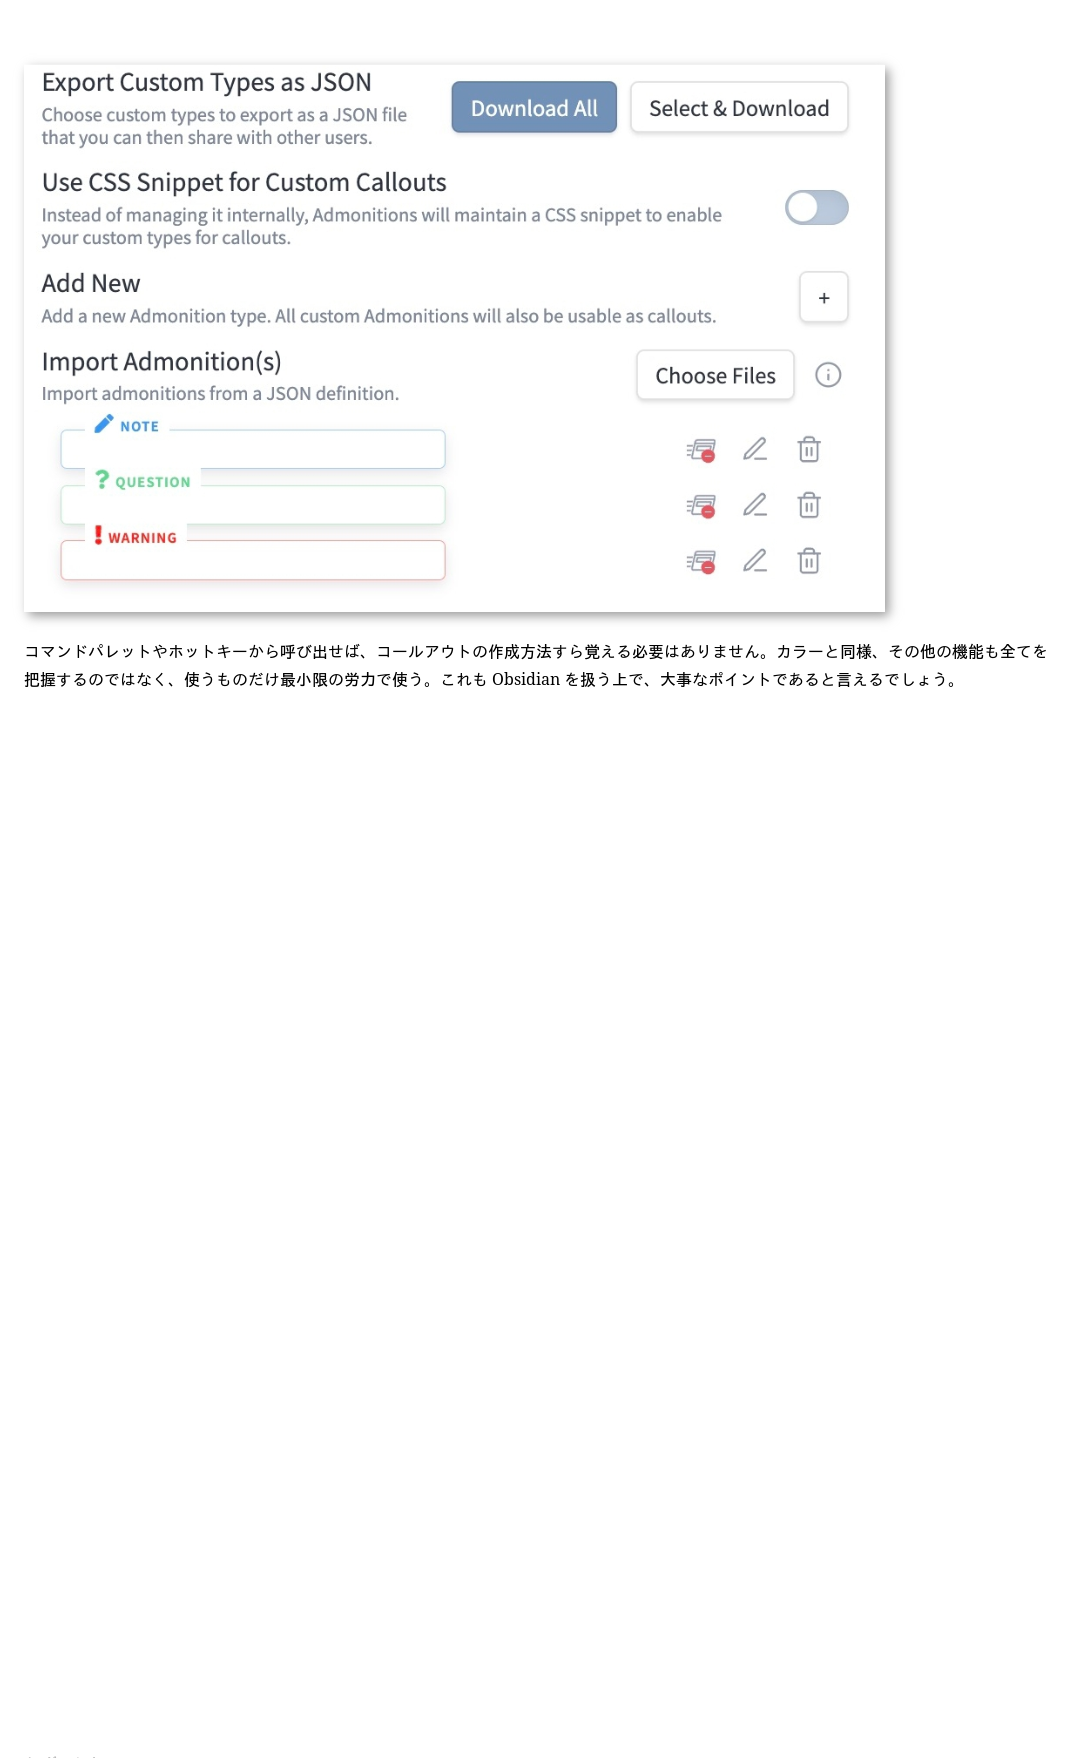 Export Custom Types as JSON
Choose custom types to export as a JSON file
that you can then share with other users.
Download All
Select & Download
Use CSS Snippet for Custom Callouts
Instead of managing it internally, Admonitions will maintain a CSS snippet to enable
your custom types for callouts.
Add New
Add a new Admonition type. All custom Admonitions will also be usable as callouts.
+
Import Admonition(s)
Import admonitions from a JSON definition.
Choose Files
NOTE
? QUESTION
! WARNING
コマンドパレットやホットキーから呼び出せば、コールアウトの作成方法すら覚える必要はありません。カラーと同様、その他の機能も全てを
把握するのではなく、使うものだけ最小限の労力で使う。これも Obsidian を扱う上で、大事なポイントであると言えるでしょう。